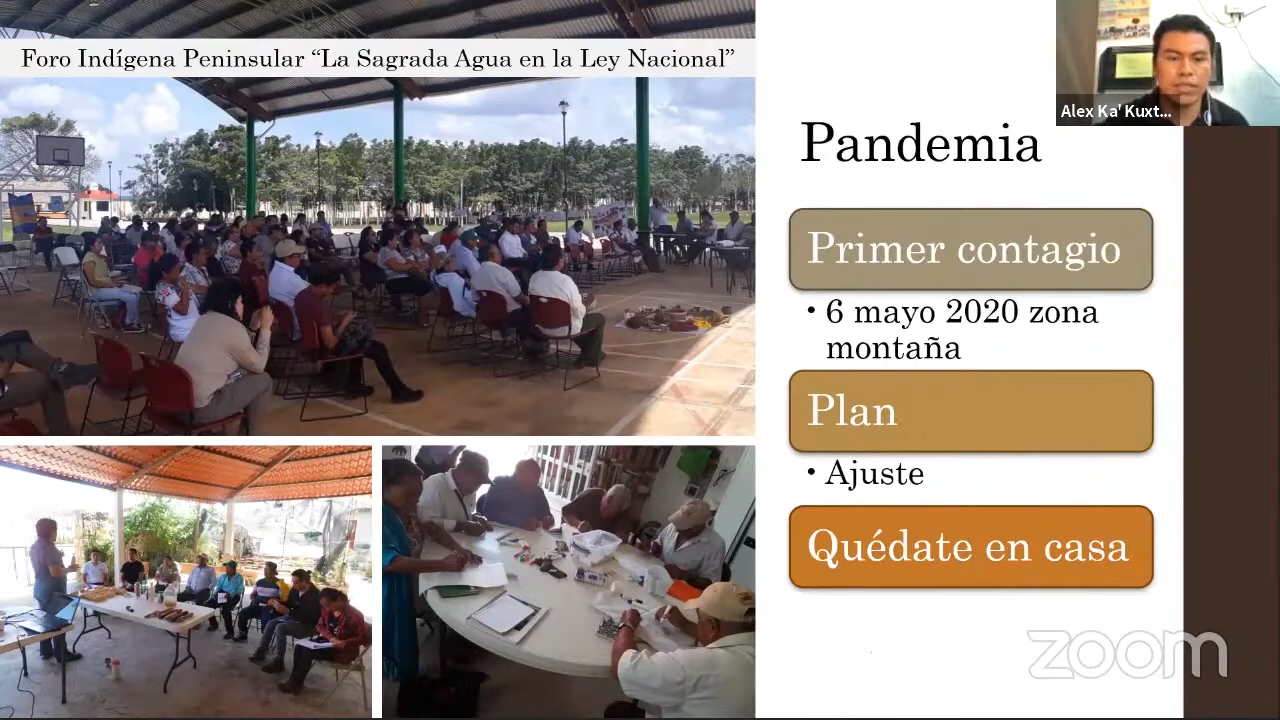 Foro Indígena Peninsular “La Sagrada Agua en la Ley Nacional”
Alex Ka' Kuxt...
Pandemia
Primer contagio
• 6 mayo 2020 zona
montaña
Plan
• Ajuste
Quédate en casa
zoom